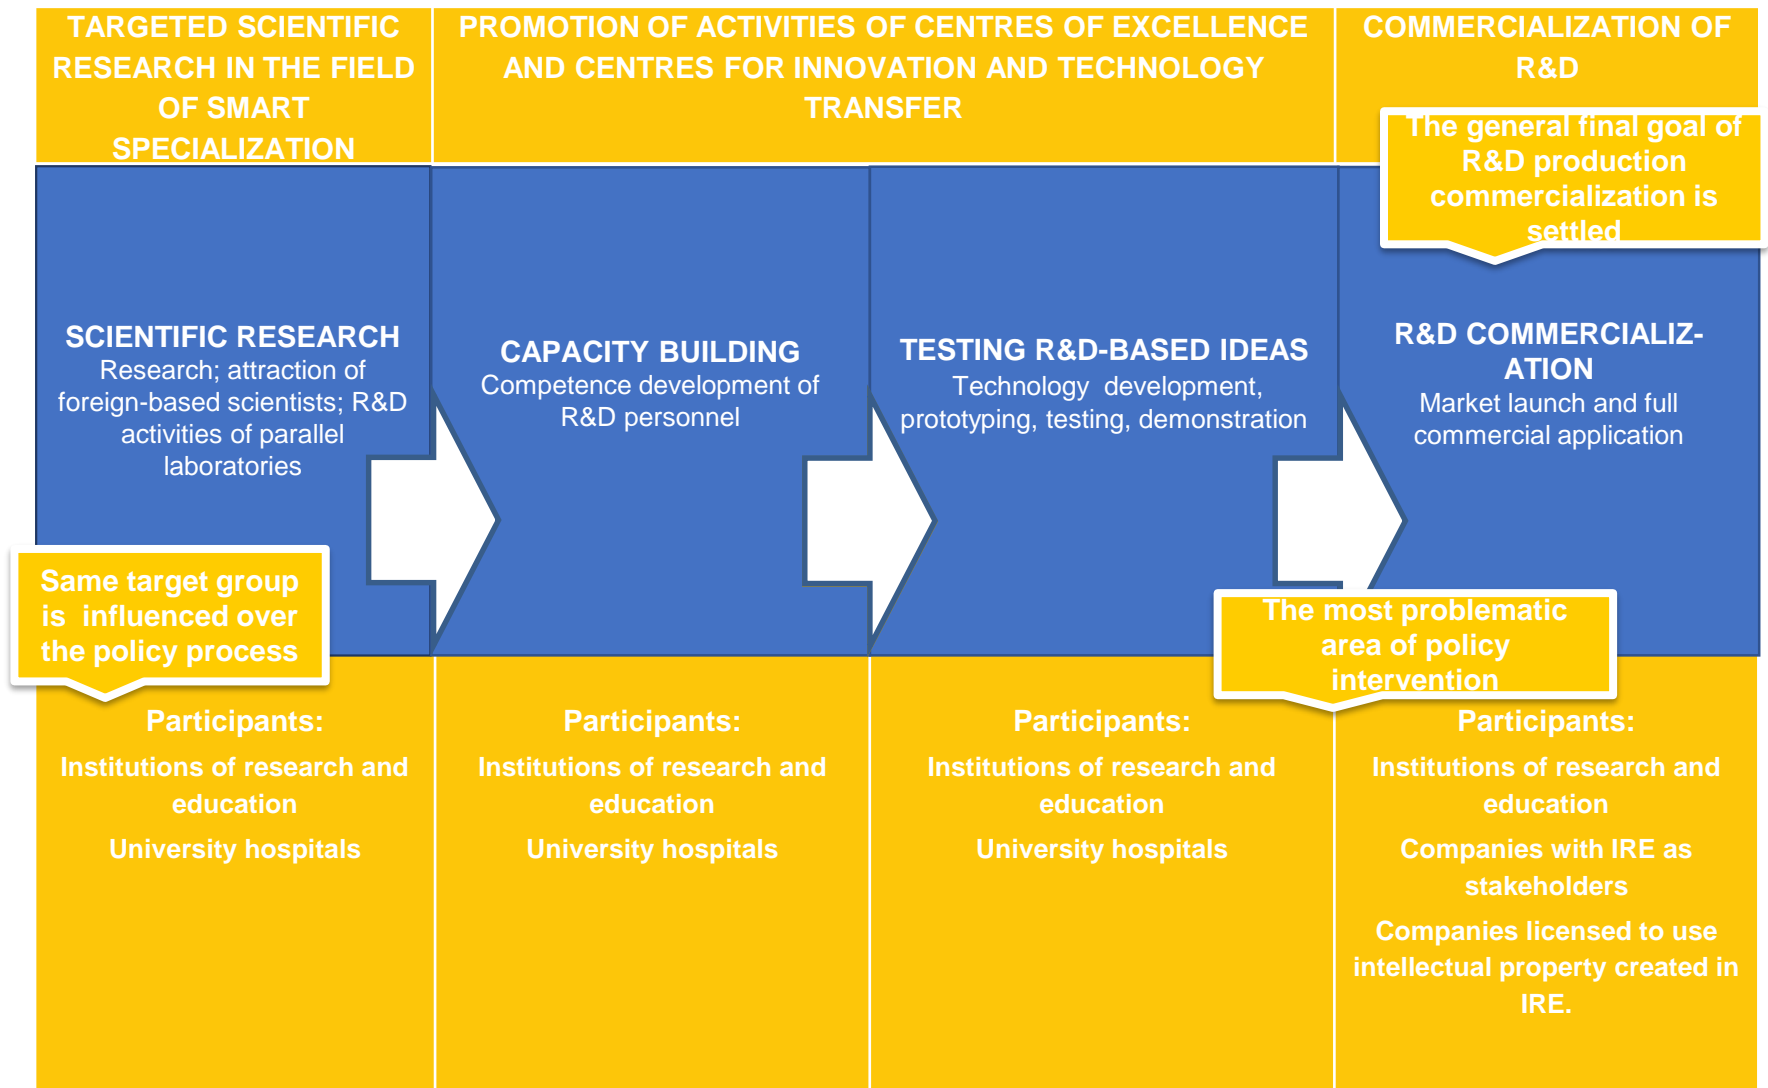 TARGETED SCIENTIFIC
RESEARCH IN THE FIELD
OF SMART
SPECIALIZATION
PROMOTION OF ACTIVITIES OF CENTRES OF EXCELLENCE
AND CENTRES FOR INNOVATION AND TECHNOLOGY
TRANSFER
COMMERCIALIZATION OF
R&D
The general final goal of
R&D production
commercialization is
settled
SCIENTIFIC RESEARCH
Research; attraction of
foreign-based scientists; R&D
activities of parallel
laboratories
CAPACITY BUILDING
Competence development of
R&D personnel
TESTING R&D-BASED IDEAS
Technology development,
prototyping, testing, demonstration
R&D COMMERCIALIZ-
ATION
Market launch and full
commercial application
Same target group
is influenced over
the policy process
The most problematic
area of policy
intervention
Participants:
Institutions of research and
education
University hospitals
Participants:
Institutions of research and
education
University hospitals
Participants:
Institutions of research and
education
University hospitals
Participants:
Institutions of research and
education
Companies with IRE as
stakeholders
Companies licensed to use
intellectual property created in
IRE.